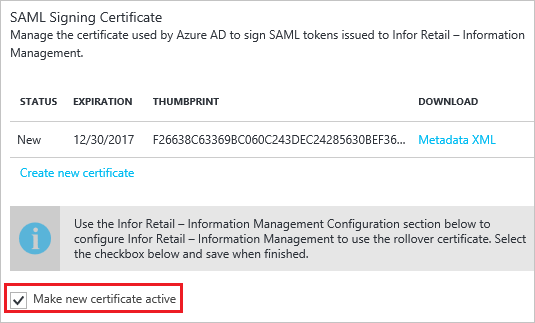 SAML Signing Certificate
Manage the certificate used by Azure AD to sign SAML tokens issued to Infor Retail – Information
Management.
STATUS EXPIRATION THUMBPRINT DOWNLOAD
New 12/30/2017 F26638C63369BC060C243DEC24285630BEF36... Metadata XML
Create new certificate
Use the Infor Retail – Information Management Configuration section below to
configure Infor Retail – Information Management to use the rollover certificate. Select
the checkbox below and save when finished.
Make new certificate active